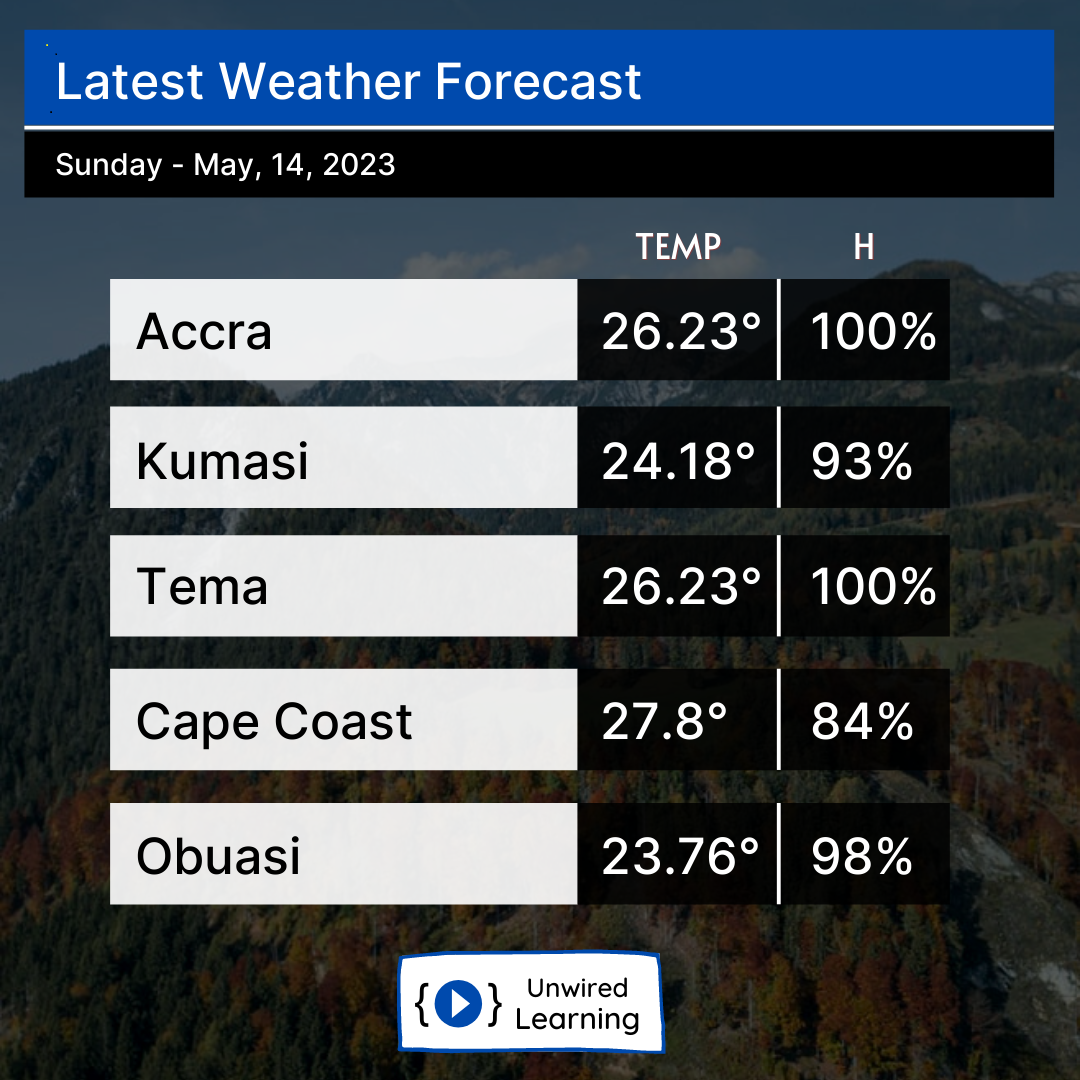 Latest Weather Forecast
Sunday - May, 14, 2023
TEMP H
Accra 26.23° 100%
Kumasi 24.18° 93%
Tema 26.23° 100%
Cape Coast 27.8° 84%
Obuasi 23.76° 98%
{ } Unwired
Learning